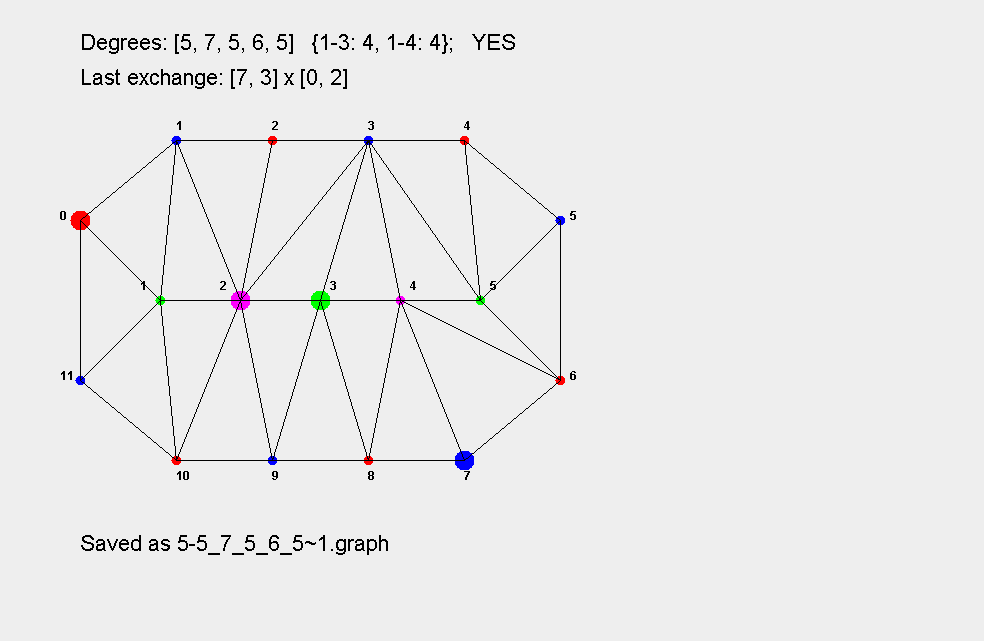 Degrees: [5, 7, 5, 6, 5]   {1-3: 4, 1-4: 4};   YES
Last exchange: [7, 3] x [0, 2]
1 2 3 4
0 5
1 2 3 4 5
11 6
10 9 8 7
Saved as 5-5_7_5_6_5~1.graph